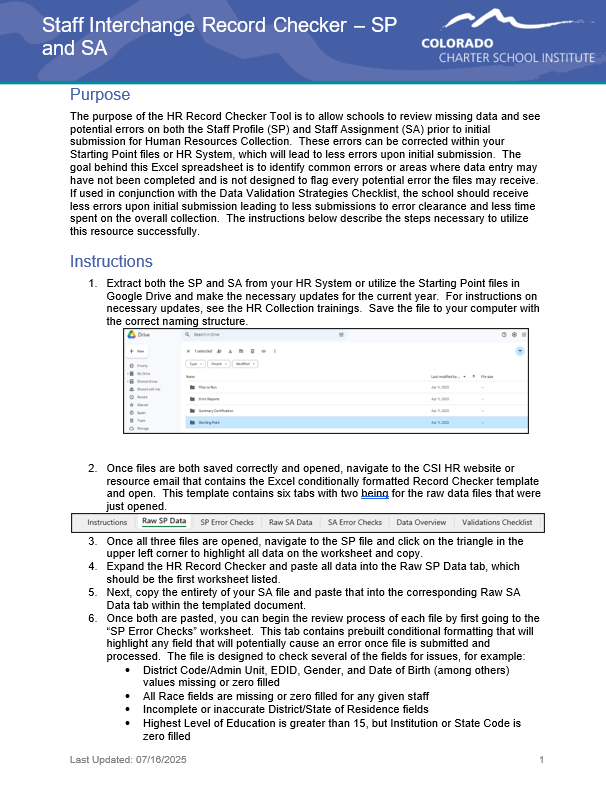 Staff Interchange Record Checker – SP
and SA
COLORADO
CHARTER SCHOOL INSTITUTE
Purpose
The purpose of the HR Record Checker Tool is to allow schools to review missing data and see
potential errors on both the Staff Profile (SP) and Staff Assignment (SA) prior to initial
submission for Human Resources Collection.  These errors can be corrected within your
Starting Point files or HR System, which will lead to less errors upon initial submission.  The
goal behind this Excel spreadsheet is to identify common errors or areas where data entry may
have not been completed and is not designed to flag every potential error the files may receive.
If used in conjunction with the Data Validation Strategies Checklist, the school should receive
less errors upon initial submission leading to less submissions to error clearance and less time
spent on the overall collection.  The instructions below describe the steps necessary to utilize
this resource successfully.
Instructions
1. Extract both the SP and SA from your HR System or utilize the Starting Point files in
Google Drive and make the necessary updates for the current year.  For instructions on
necessary updates, see the HR Collection trainings.  Save the file to your computer with
the correct naming structure.
Drive
Search in Drive
New
1 selected
Type
People
Modified
Priority
My Drive
Shared drives
Shared with me
Recent
Starred
Spam
Trash
Storage
Name
Last modified by
File size
Error Reports
Summary Certification
Starting Point
2. Once files are both saved correctly and opened, navigate to the CSI HR website or
resource email that contains the Excel conditionally formatted Record Checker template
and open.  This template contains six tabs with two being for the raw data files that were
just opened.
Instructions Raw SP Data SP Error Checks Raw SA Data SA Error Checks Data Overview Validations Checklist
3. Once all three files are opened, navigate to the SP file and click on the triangle in the
upper left corner to highlight all data on the worksheet and copy.
4. Expand the HR Record Checker and paste all data into the Raw SP Data tab, which
should be the first worksheet listed.
5. Next, copy the entirety of your SA file and paste that into the corresponding Raw SA
Data tab within the templated document.
6. Once both are pasted, you can begin the review process of each file by first going to the
“SP Error Checks” worksheet.  This tab contains prebuilt conditional formatting that will
highlight any field that will potentially cause an error once file is submitted and
processed.  The file is designed to check several of the fields for issues, for example:
• District Code/Admin Unit, EDID, Gender, and Date of Birth (among others)
values missing or zero filled
• All Race fields are missing or zero filled for any given staff
• Incomplete or inaccurate District/State of Residence fields
• Highest Level of Education is greater than 15, but Institution or State Code is
zero filled
Last Updated: 07/16/2025 1